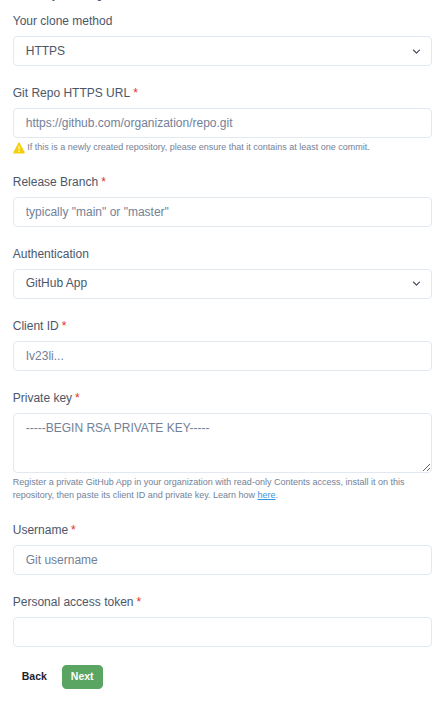 Your clone method
HTTPS
Git Repo HTTPS URL *
https://github.com/organization/repo.git
If this is a newly created repository, please ensure that it contains at least one commit.
Release Branch *
typically "main" or "master"
Authentication
GitHub App
Client ID *
Iv23li...
Private key *
-----BEGIN RSA PRIVATE KEY-----
Register a private GitHub App in your organization with read-only Contents access, install it on this
repository, then paste its client ID and private key. Learn how here.
Username *
Git username
Personal access token *
Back Next